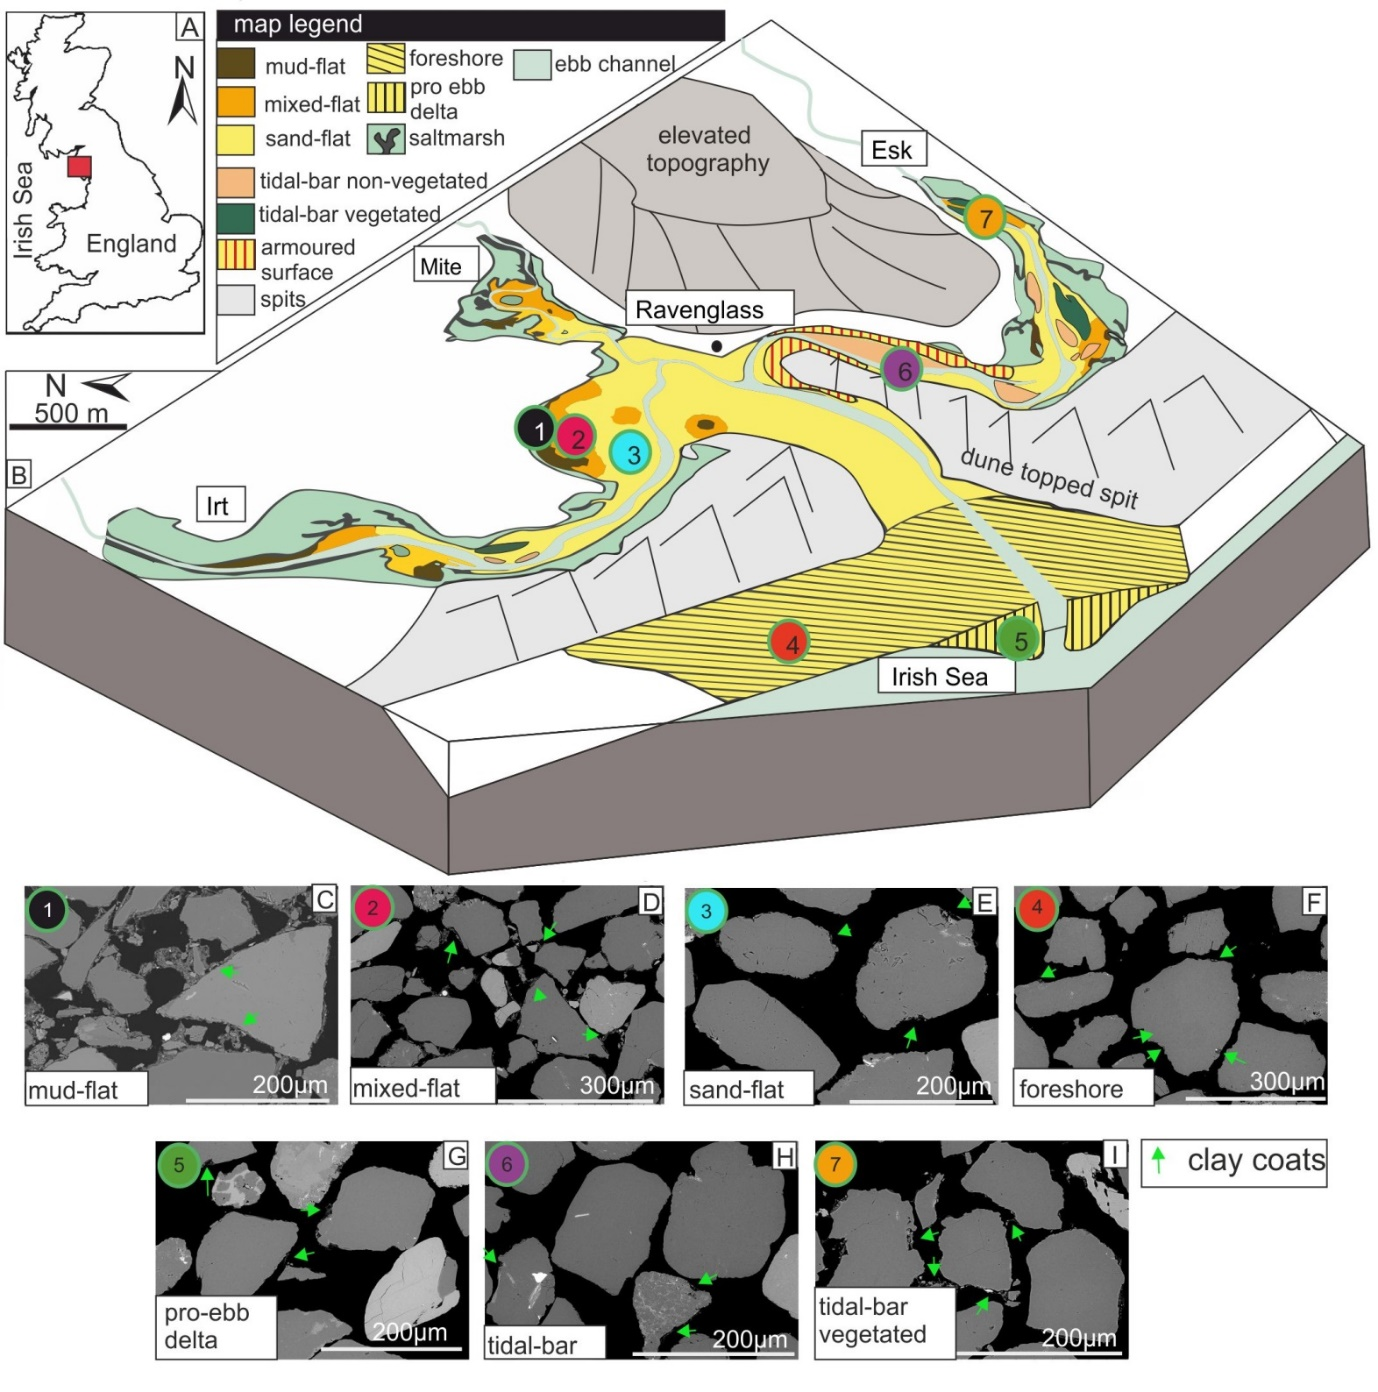 A
N
Irish Sea
England
map legend
mud-flat
mixed-flat
sand-flat
tidal-bar non-vegetated
tidal-bar vegetated
armoured
surface
spits
foreshore
pro ebb
delta
saltmarsh
ebb channel
N
500 m
B
elevated
topography
Esk
Mite
Ravenglass
Irt
dune topped spit
Irish Sea
1
2
3
4
5
6
7
1
C
mud-flat
200µm
2
D
mixed-flat
300µm
3
E
sand-flat
200µm
4
F
foreshore
300µm
5
G
pro-ebb
delta
200µm
6
H
tidal-bar
200µm
7
I
tidal-bar
vegetated
200µm
clay coats